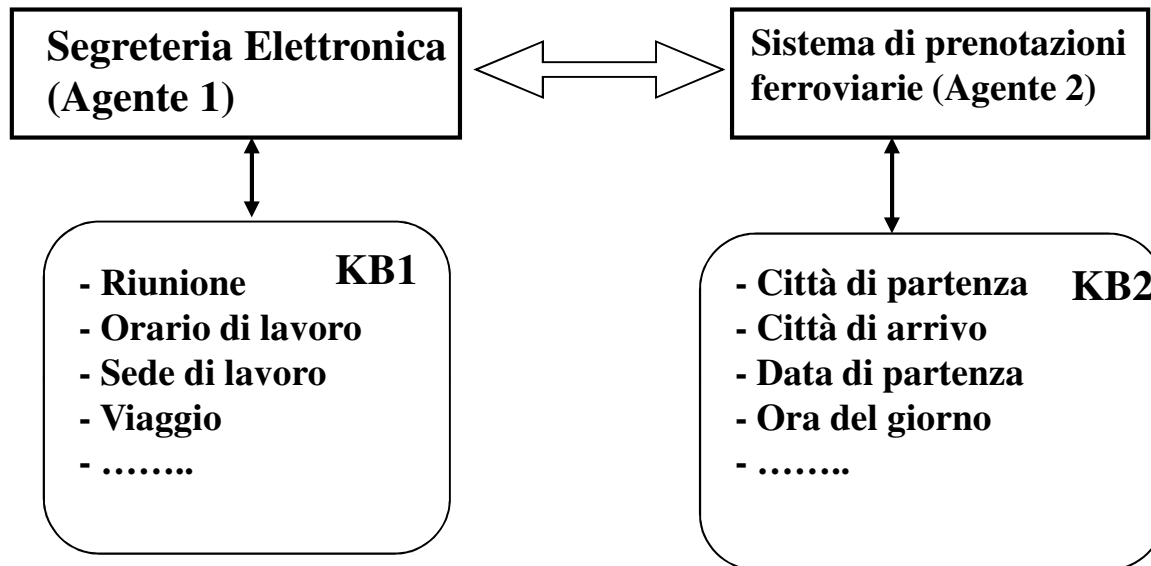 Segreteria Elettronica
(Agente 1)
Sistema di prenotazioni
ferroviarie (Agente 2)
KB1
- Riunione
- Orario di lavoro
- Sede di lavoro
- Viaggio
- ……..
KB2
- Città di partenza
- Città di arrivo
- Data di partenza
- Ora del giorno
- ……..